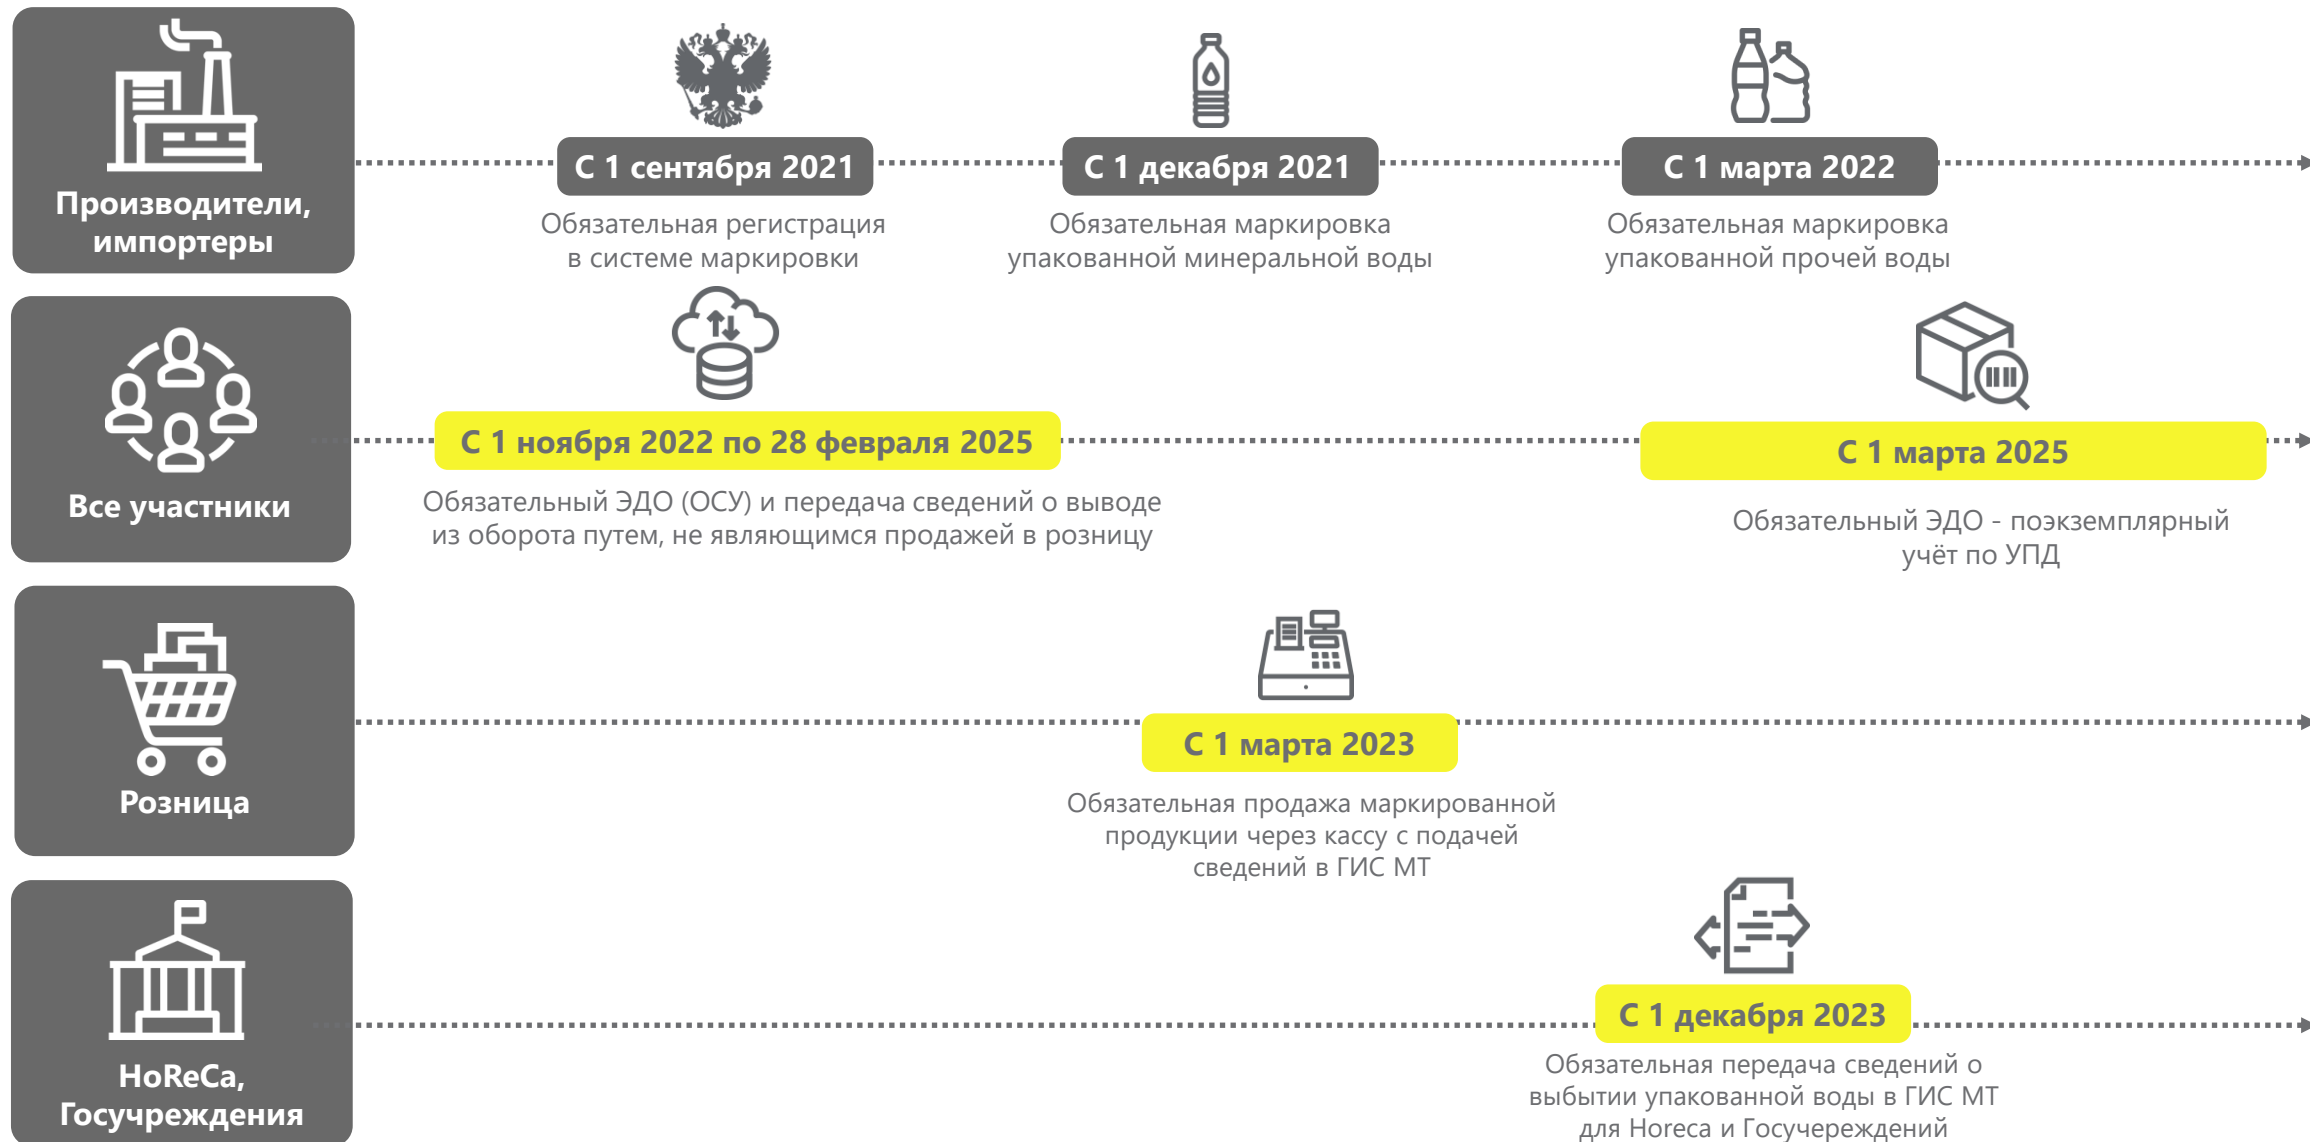 Производители,
импортеры
С 1 сентября 2021
Обязательная регистрация
в системе маркировки
С 1 декабря 2021
Обязательная маркировка
упакованной минеральной воды
С 1 марта 2022
Обязательная маркировка
упакованной прочей воды
Все участники
С 1 ноября 2022 по 28 февраля 2025
Обязательный ЭДО (ОСУ) и передача сведений о выводе
из оборота путем, не являющимся продажей в розницу
С 1 марта 2025
Обязательный ЭДО - поэкземплярный
учёт по УПД
Розница
С 1 марта 2023
Обязательная продажа маркированной
продукции через кассу с подачей
сведений в ГИС МТ
HoReCa,
Госучреждения
С 1 декабря 2023
Обязательная передача сведений о
выбытии упакованной воды в ГИС МТ
для Horeca и Госучереждений